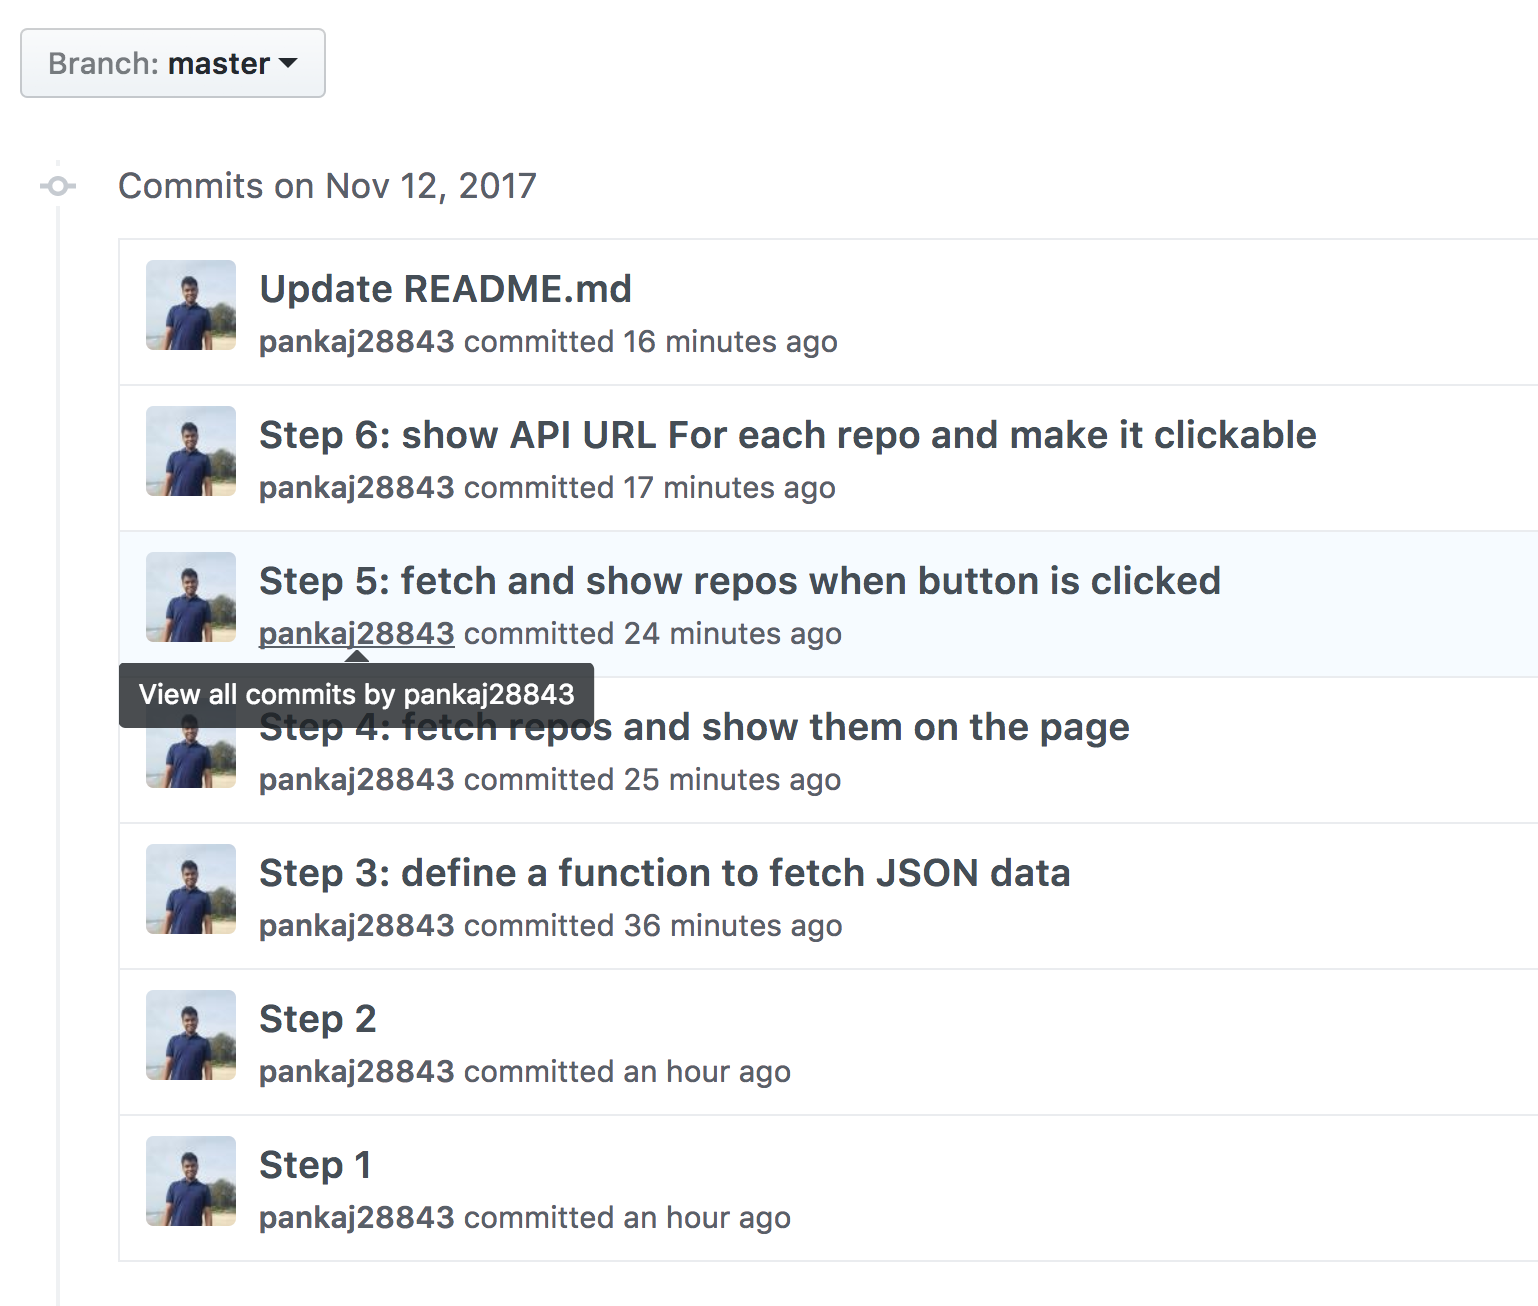 Branch: master
Commits on Nov 12, 2017
Update README.md
pankaj28843 committed 16 minutes ago
Step 6: show API URL For each repo and make it clickable
pankaj28843 committed 17 minutes ago
Step 5: fetch and show repos when button is clicked
pankaj28843 committed 24 minutes ago
View all commits by pankaj28843
Step 4: fetch repos and show them on the page
pankaj28843 committed 25 minutes ago
Step 3: define a function to fetch JSON data
pankaj28843 committed 36 minutes ago
Step 2
pankaj28843 committed an hour ago
Step 1
pankaj28843 committed an hour ago